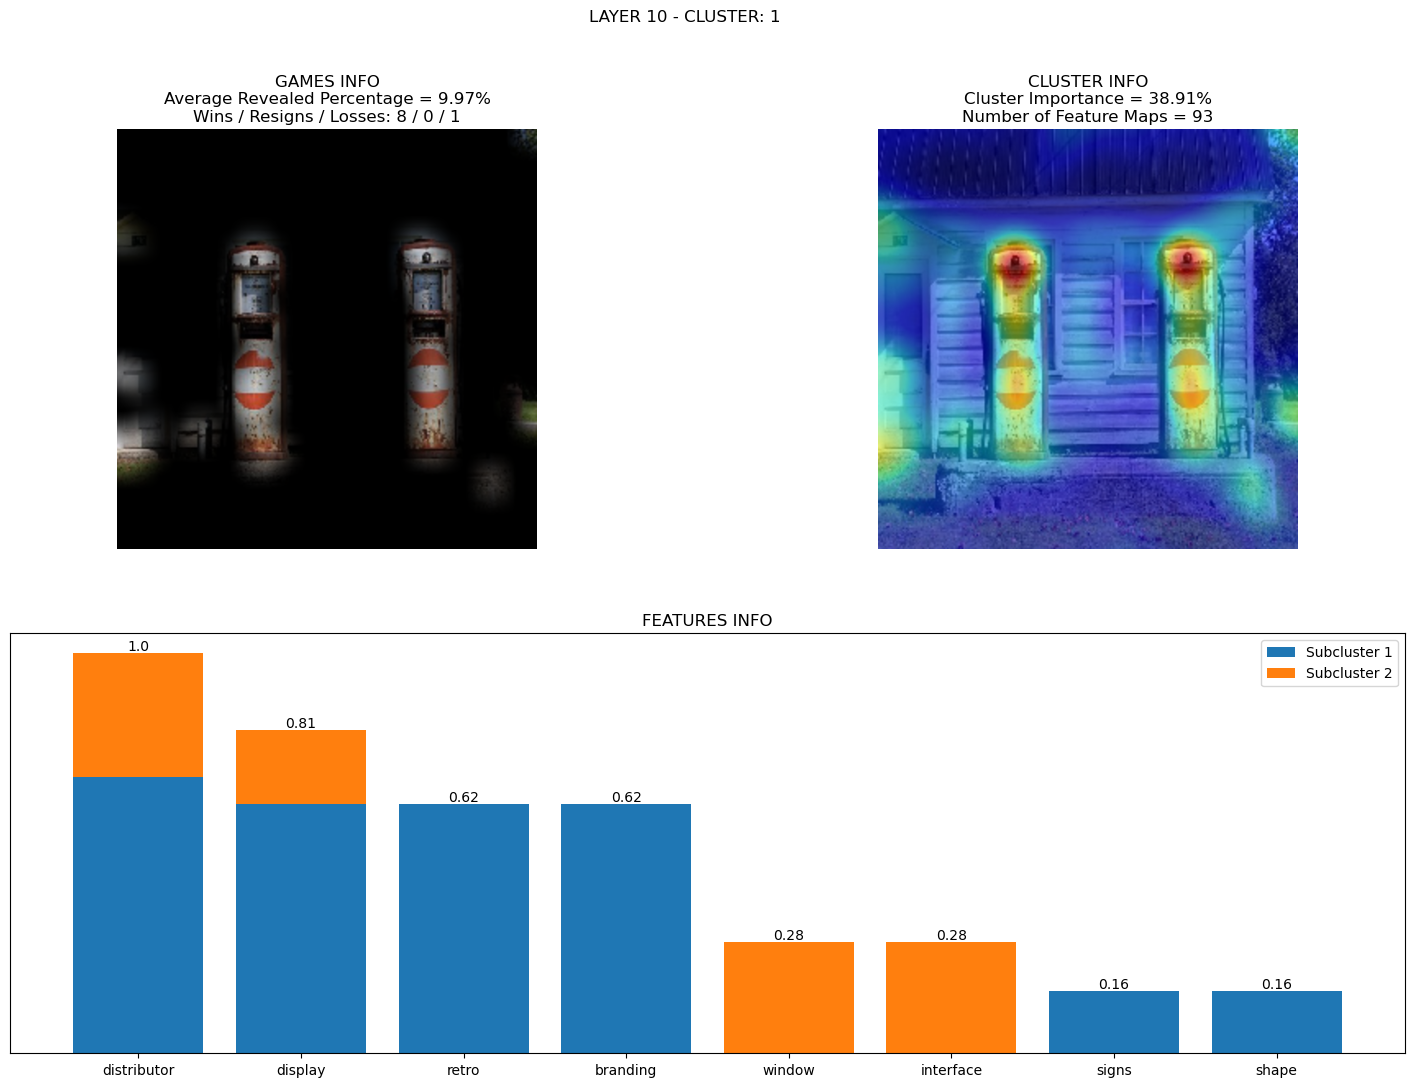 LAYER 10 - CLUSTER: 1
GAMES INFO
Average Revealed Percentage = 9.97%
Wins / Resigns / Losses: 8 / 0 / 1
CLUSTER INFO
Cluster Importance = 38.91%
Number of Feature Maps = 93
FEATURES INFO
Subcluster 1
Subcluster 2
1.0
0.81
0.62
0.62
0.28
0.28
0.16
0.16
distributor
display
retro
branding
window
interface
signs
shape